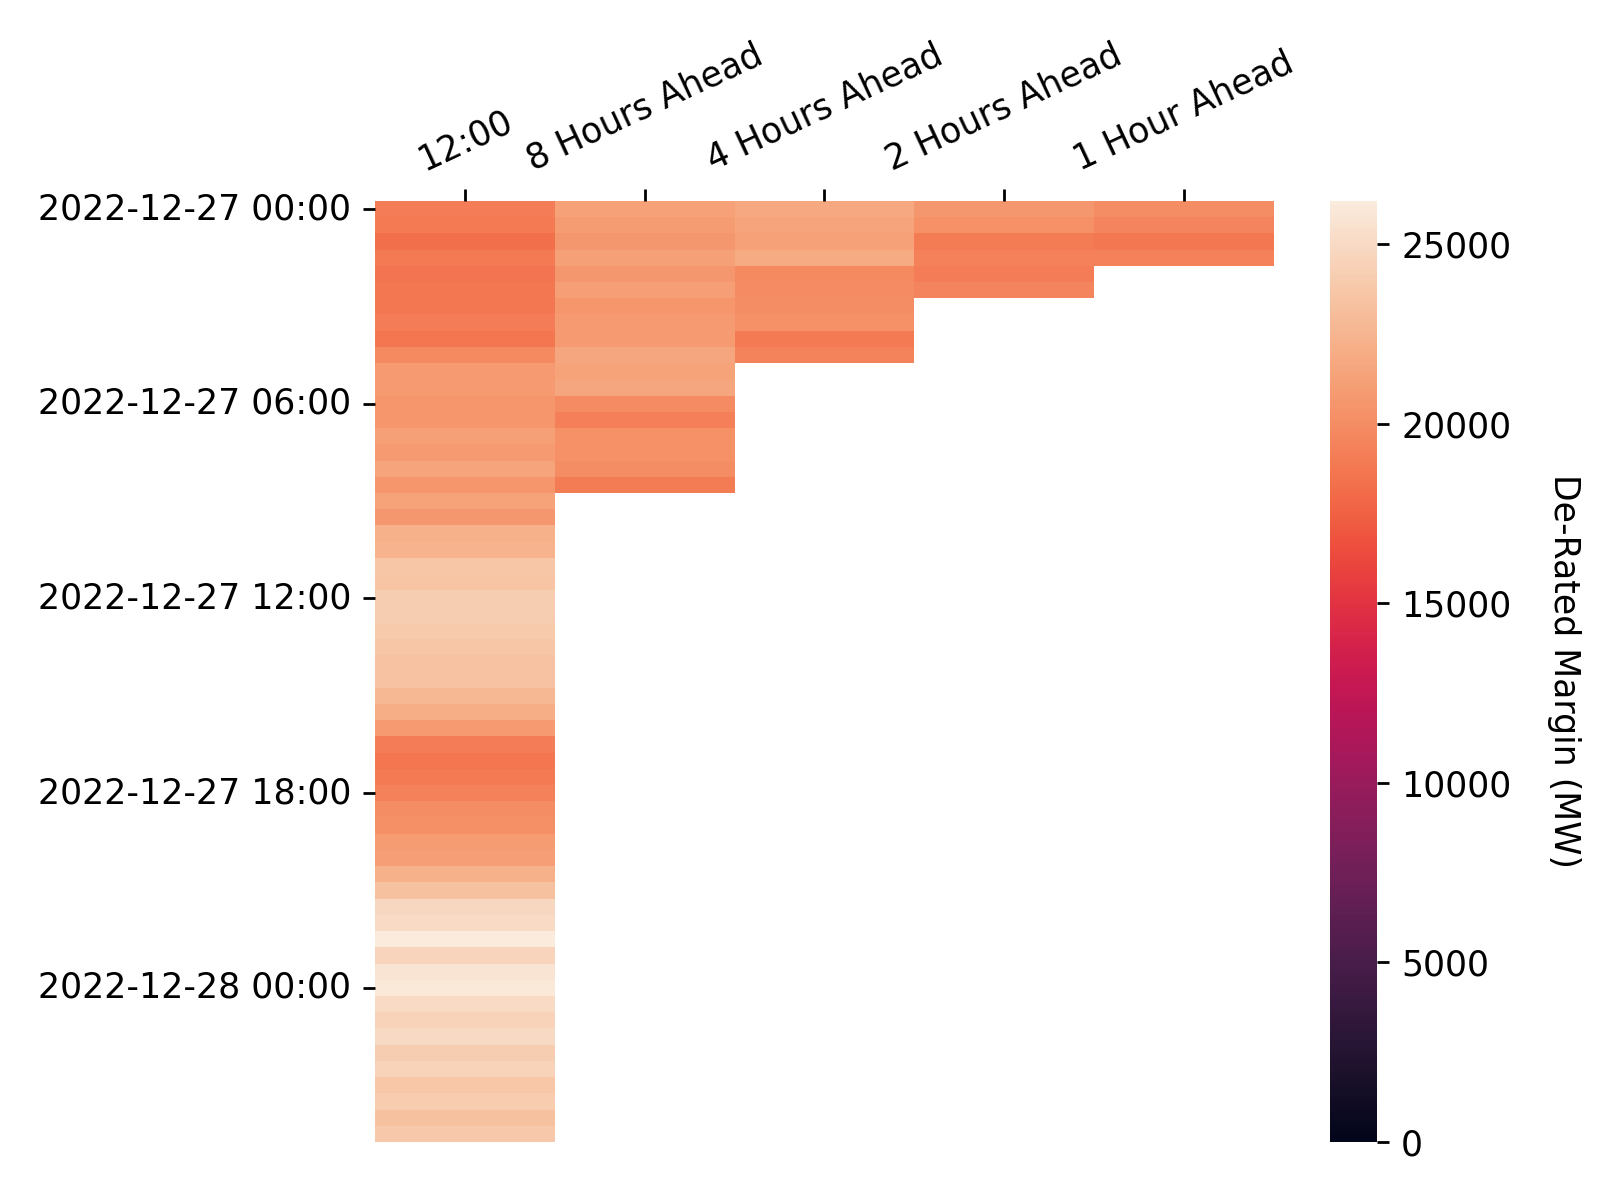 12:00
8 Hours Ahead
4 Hours Ahead
2 Hours Ahead
1 Hour Ahead
2022-12-27 00:00
2022-12-27 06:00
2022-12-27 12:00
2022-12-27 18:00
2022-12-28 00:00
25000
20000
15000
10000
5000
0
De-Rated Margin (MW)